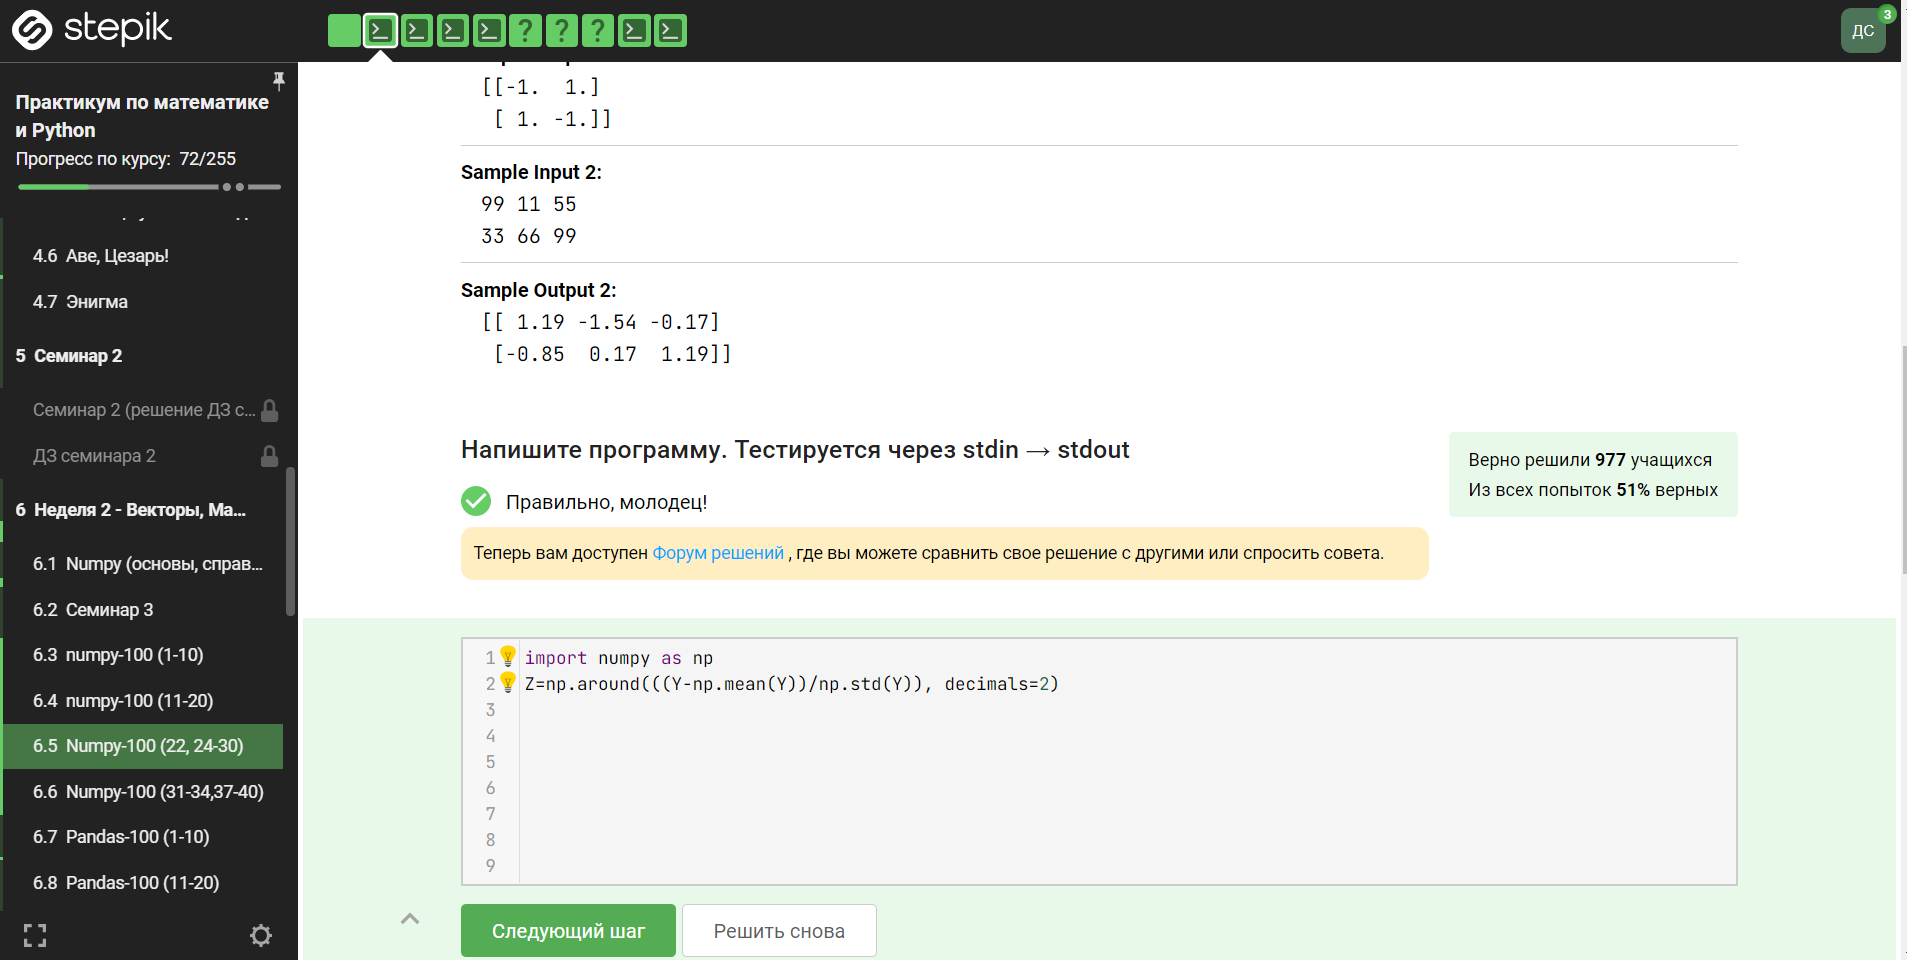 stepik
? ? ?
ДС
3
Практикум по математике
и Python
Прогресс по курсу: 72/255
4.6 Аве, Цезарь!
4.7 Энигма
5 Семинар 2
Семинар 2 (решение ДЗ с...
ДЗ семинара 2
6 Неделя 2 - Векторы, Ма...
6.1 Numpy (основы, справ...
6.2 Семинар 3
6.3 numpy-100 (1-10)
6.4 numpy-100 (11-20)
6.5 Numpy-100 (22, 24-30)
6.6 Numpy-100 (31-34,37-40)
6.7 Pandas-100 (1-10)
6.8 Pandas-100 (11-20)
[[-1.  1.]
[ 1. -1.]]
Sample Input 2:
99 11 55
33 66 99
Sample Output 2:
[[ 1.19 -1.54 -0.17]
[-0.85  0.17  1.19]]
Напишите программу. Тестируется через stdin → stdout
Верно решили 977 учащихся
Из всех попыток 51% верных
Правильно, молодец!
Теперь вам доступен Форум решений , где вы можете сравнить свое решение с другими или спросить совета.
1 import numpy as np
2 Z=np.around(((Y-np.mean(Y))/np.std(Y)), decimals=2)
3
4
5
6
7
8
9
Следующий шаг
Решить снова